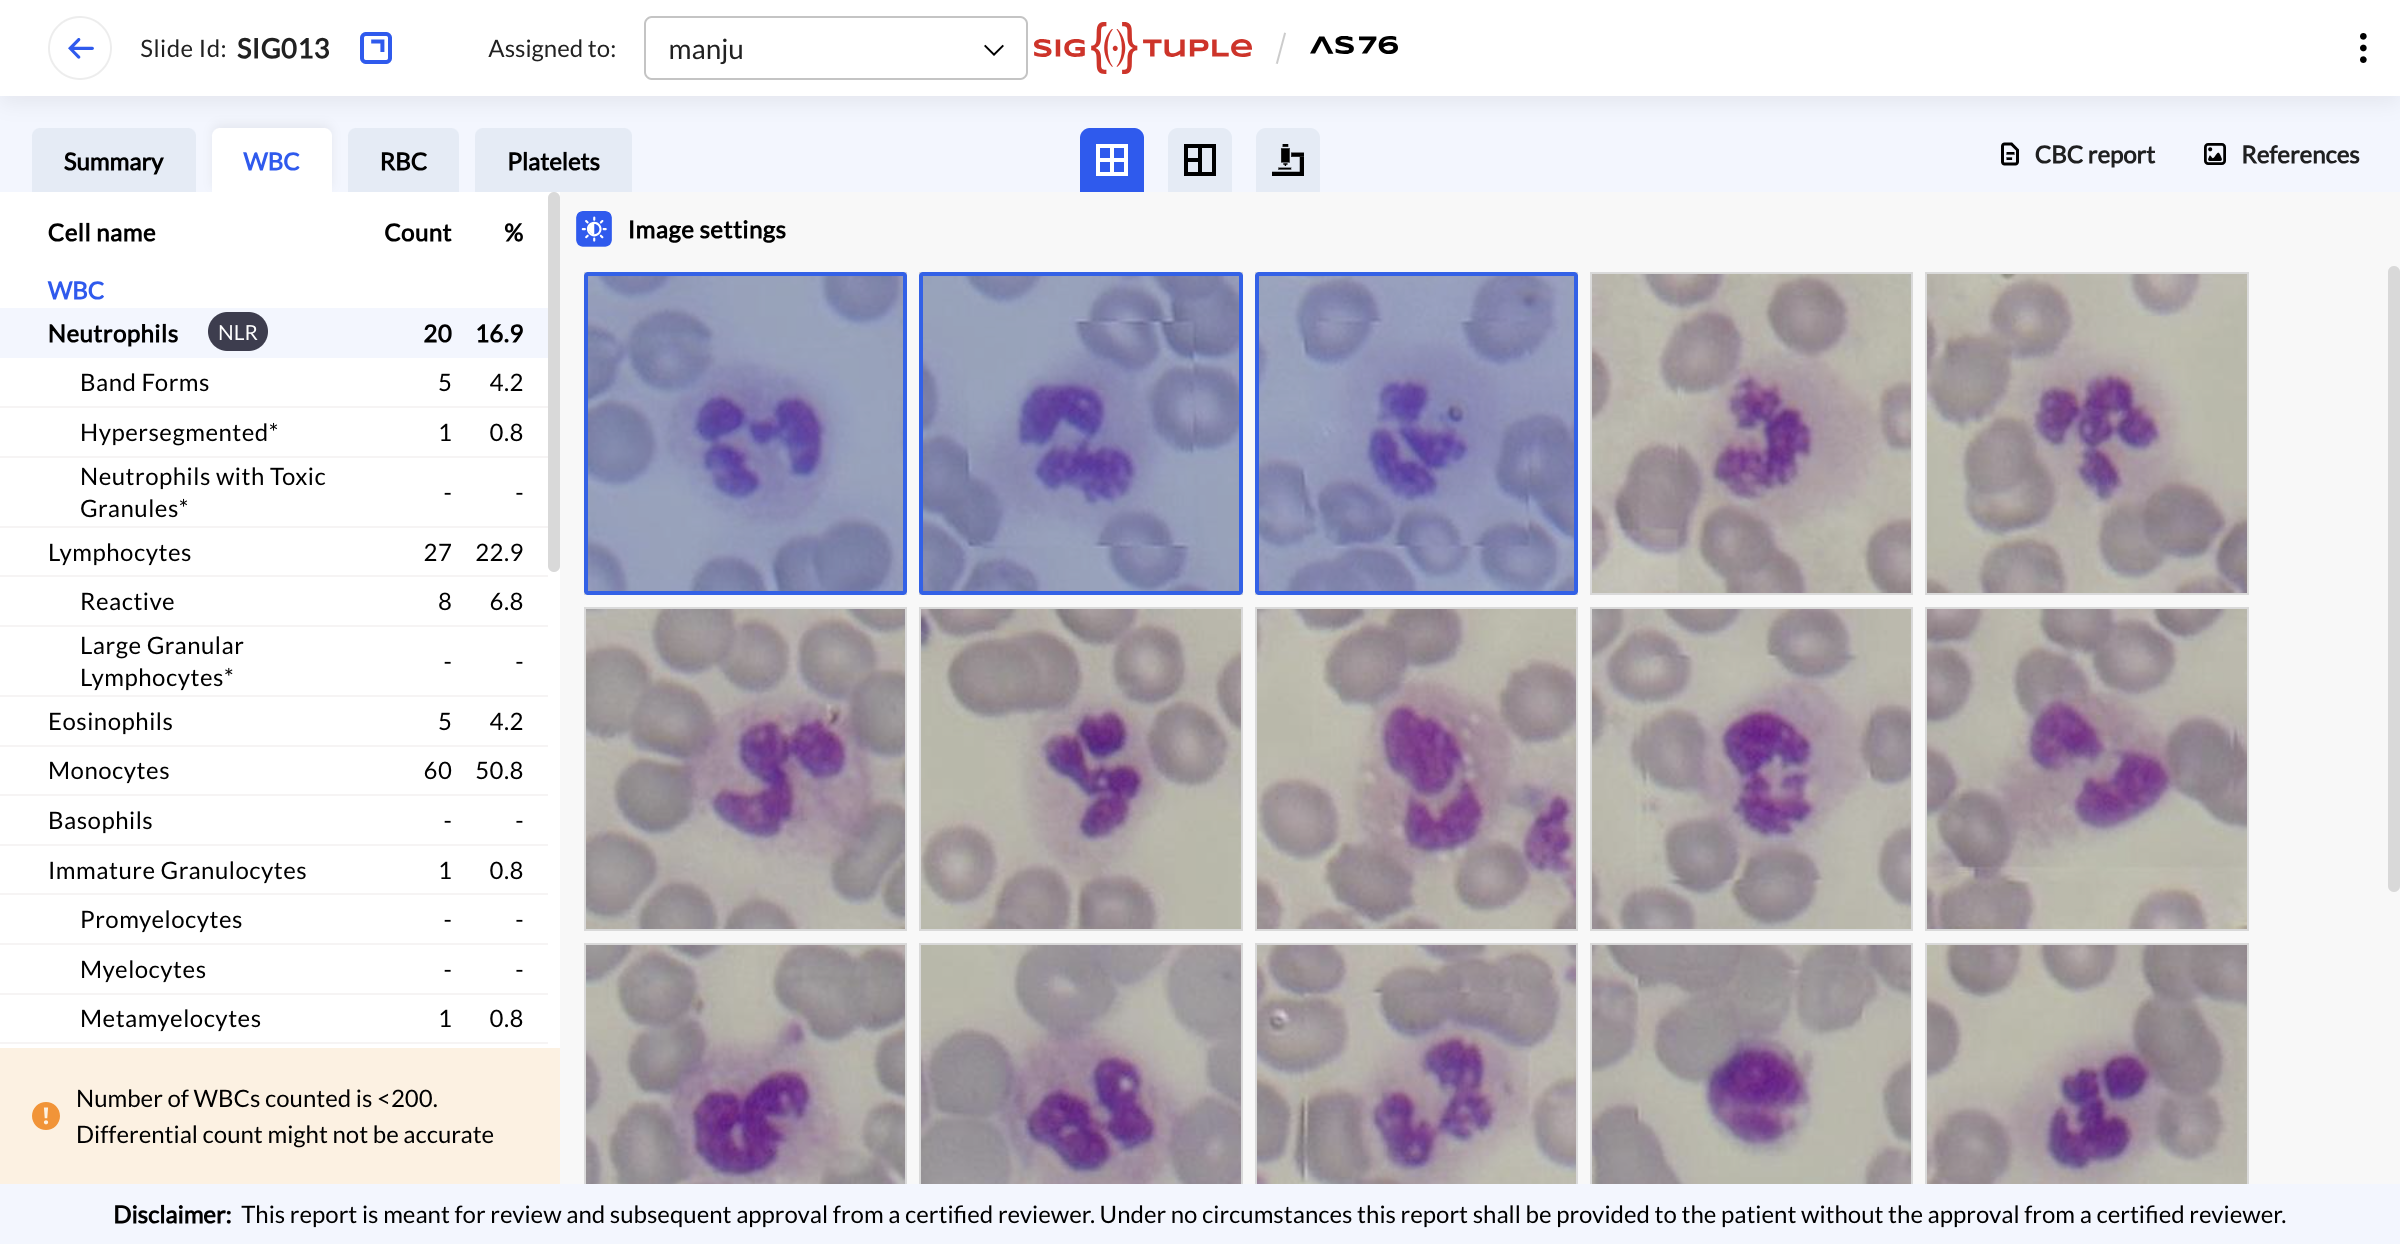 Slide Id: SIG013
Assigned to: manju
SIG{(·)}TUPLE / AS76
Summary
WBC
RBC
Platelets
CBC report
References
Cell name Count %
WBC
Neutrophils NLR 20 16.9
Band Forms 5 4.2
Hypersegmented* 1 0.8
Neutrophils with Toxic
Granules* - -
Lymphocytes 27 22.9
Reactive 8 6.8
Large Granular
Lymphocytes* - -
Eosinophils 5 4.2
Monocytes 60 50.8
Basophils - -
Immature Granulocytes 1 0.8
Promyelocytes - -
Myelocytes - -
Metamyelocytes 1 0.8
Number of WBCs counted is <200.
Differential count might not be accurate
Image settings
Disclaimer: This report is meant for review and subsequent approval from a certified reviewer. Under no circumstances this report shall be provided to the patient without the approval from a certified reviewer.